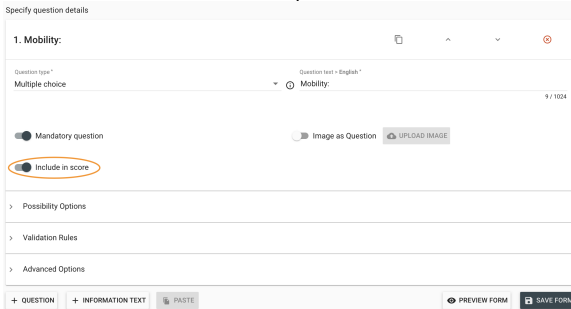 Specify question details
1. Mobility:
Question type *
Multiple choice
Question text > English *
Mobility:
9 / 1024
Mandatory question
Image as Question
UPLOAD IMAGE
Include in score
Possibility Options
Validation Rules
Advanced Options
+ QUESTION
+ INFORMATION TEXT
PASTE
PREVIEW FORM
SAVE FORM